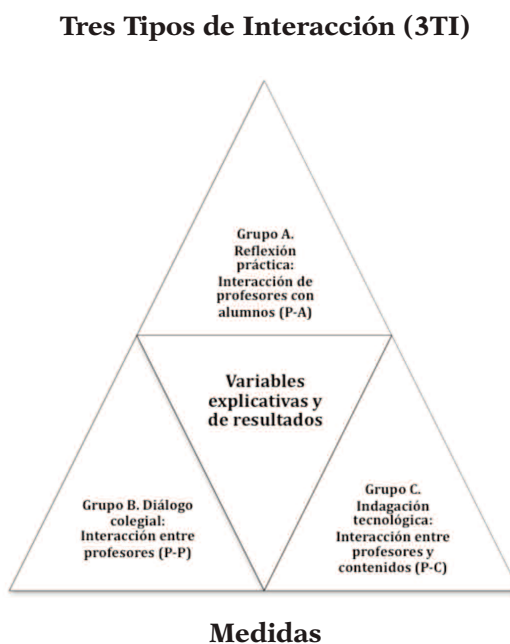 Tres Tipos de Interacción (3TI)
Grupo A.
Reflexión
práctica:
Interacción de
profesores con
alumnos (P-A)
Variables
explicativas y
de resultados
Grupo B. Diálogo
colegial:
Interacción entre
profesores (P-P)
Grupo C.
Indagación
tecnológica:
Interacción entre
profesores y
contenidos (P-C)
Medidas